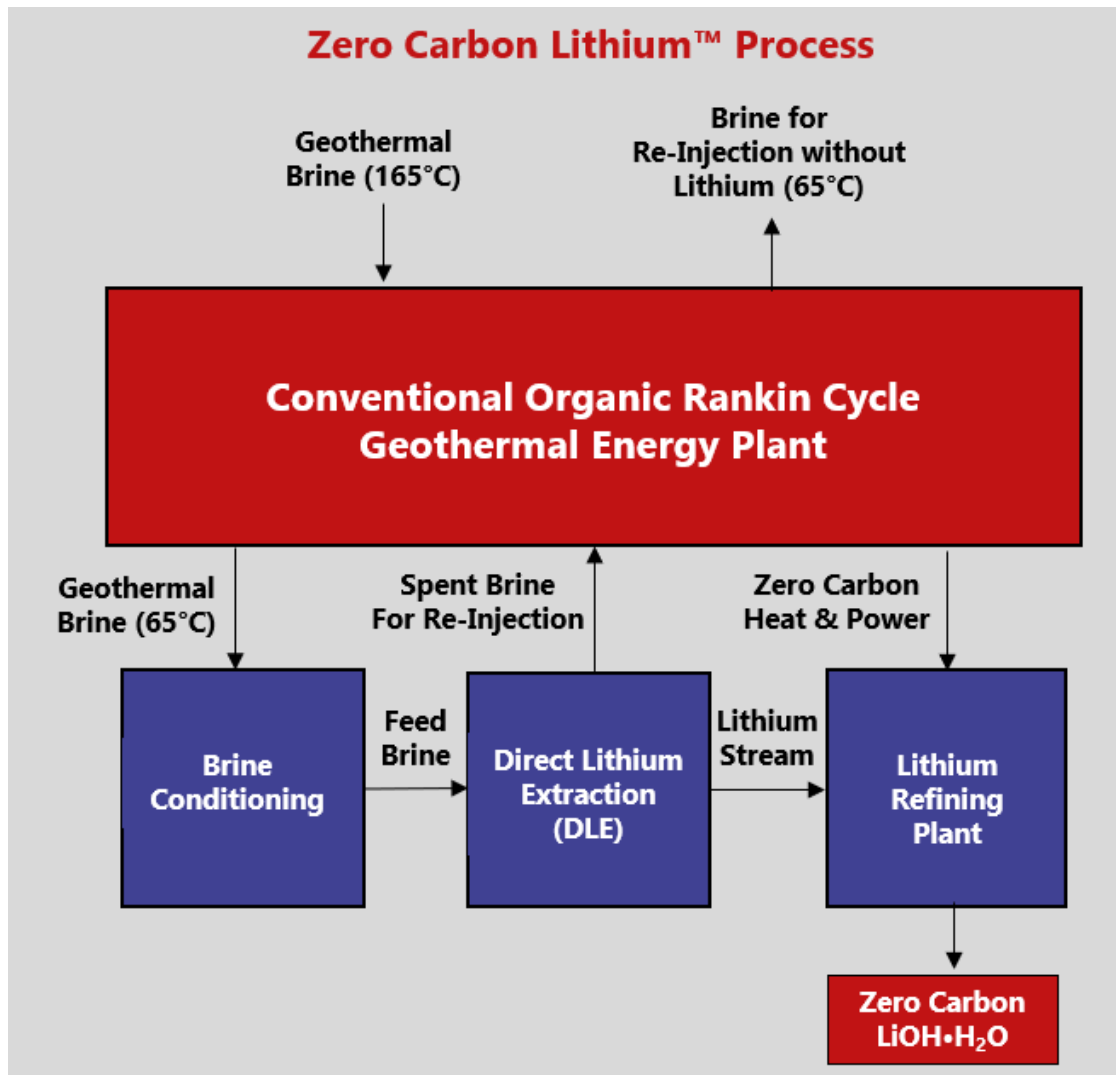 Zero Carbon Lithium™ Process
Geothermal
Brine (165°C)
Brine for
Re-Injection without
Lithium (65°C)
Conventional Organic Rankin Cycle
Geothermal Energy Plant
Geothermal
Brine (65°C)
Spent Brine
For Re-Injection
Zero Carbon
Heat & Power
Brine
Conditioning
Feed
Brine
Direct Lithium
Extraction
(DLE)
Lithium
Stream
Lithium
Refining
Plant
Zero Carbon
LiOH•H₂O